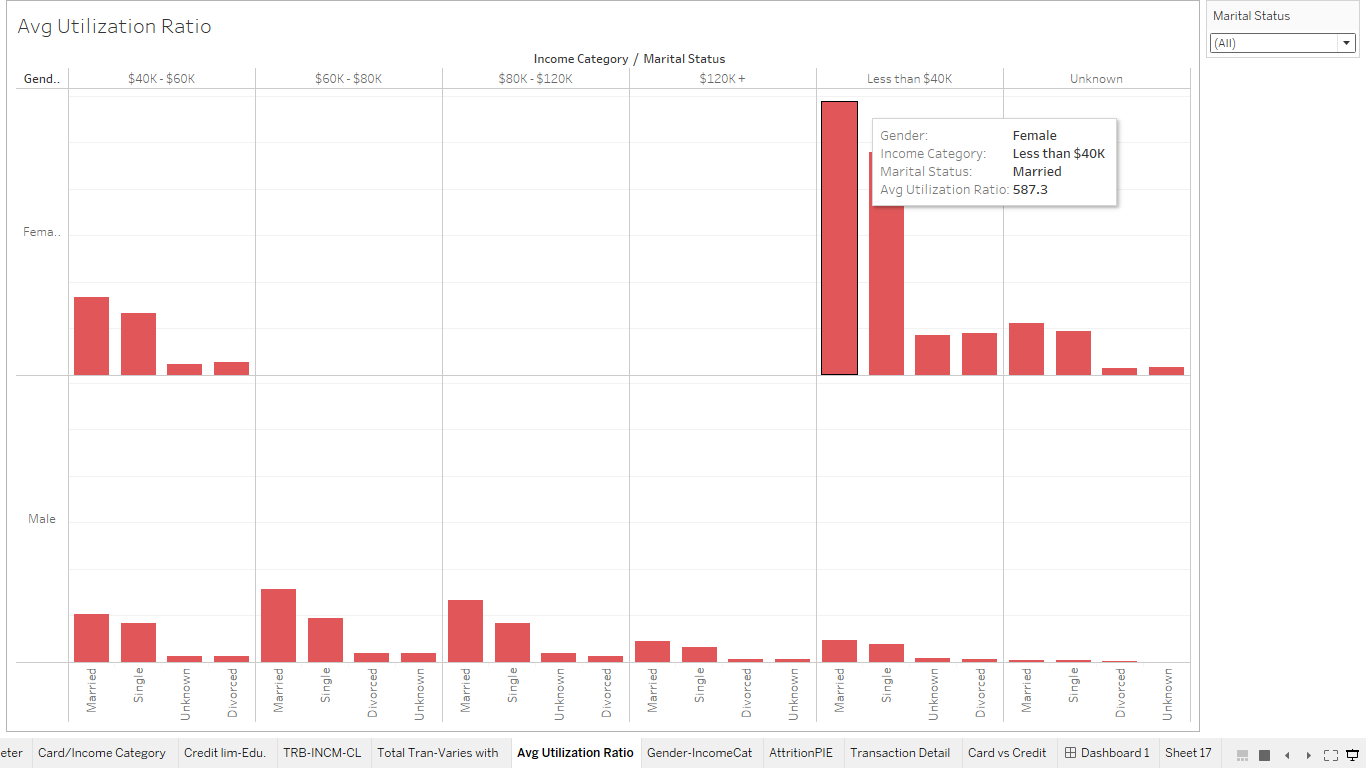 Avg Utilization Ratio
Marital Status
(All)
Income Category / Marital Status
Gend.. $40K - $60K $60K - $80K $80K - $120K $120K + Less than $40K Unknown
Gender: Female
Income Category: Less than $40K
Marital Status: Married
Avg Utilization Ratio: 587.3
Fema..
Male
Married Single Unknown Divorced Married Single Divorced Unknown Married Single Unknown Divorced Married Single Divorced Unknown Married Single Unknown Divorced Married Single Divorced Unknown
eter Card/Income Category Credit lim-Edu. TRB-INCM-CL Total Tran-Varies with Avg Utilization Ratio Gender-IncomeCat AttritionPIE Transaction Detail Card vs Credit Dashboard 1 Sheet 17